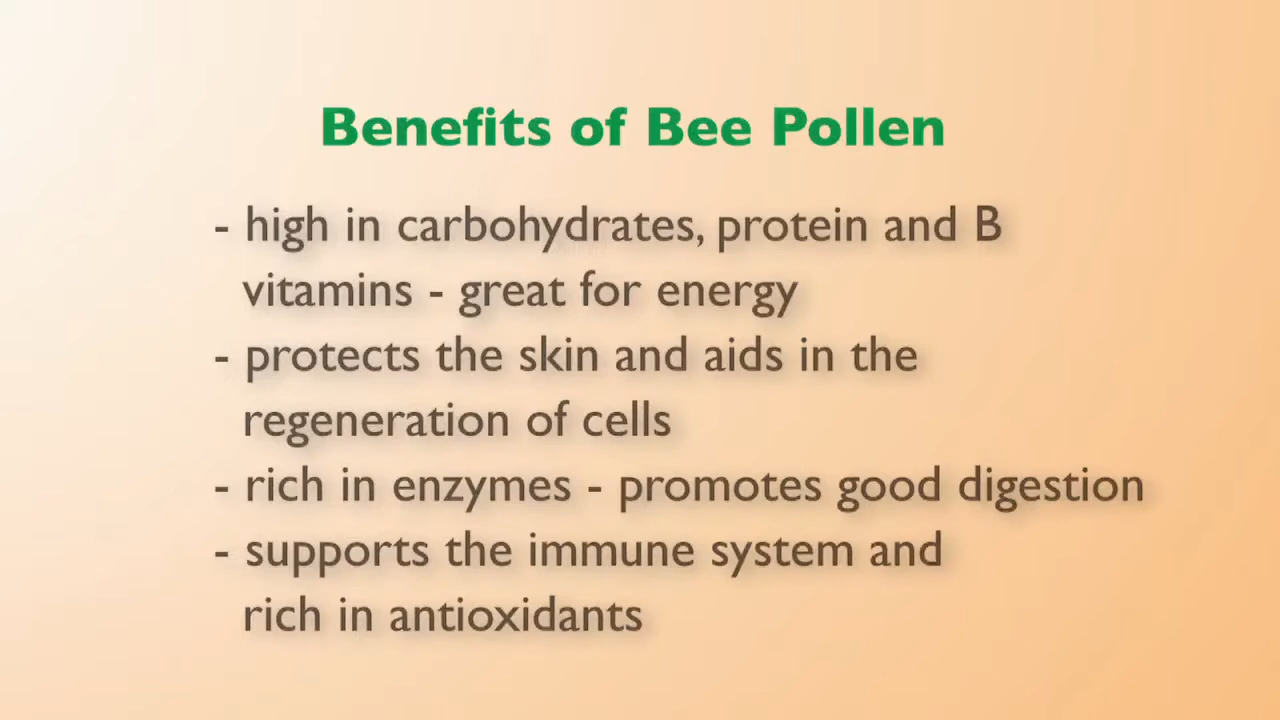 Benefits of Bee Pollen
- high in carbohydrates, protein and B
vitamins - great for energy
- protects the skin and aids in the
regeneration of cells
- rich in enzymes - promotes good digestion
- supports the immune system and
rich in antioxidants